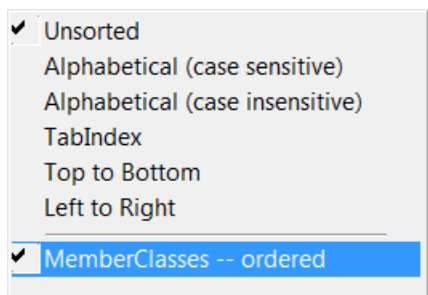 Unsorted
Alphabetical (case sensitive)
Alphabetical (case insensitive)
TabIndex
Top to Bottom
Left to Right
MemberClasses -- ordered